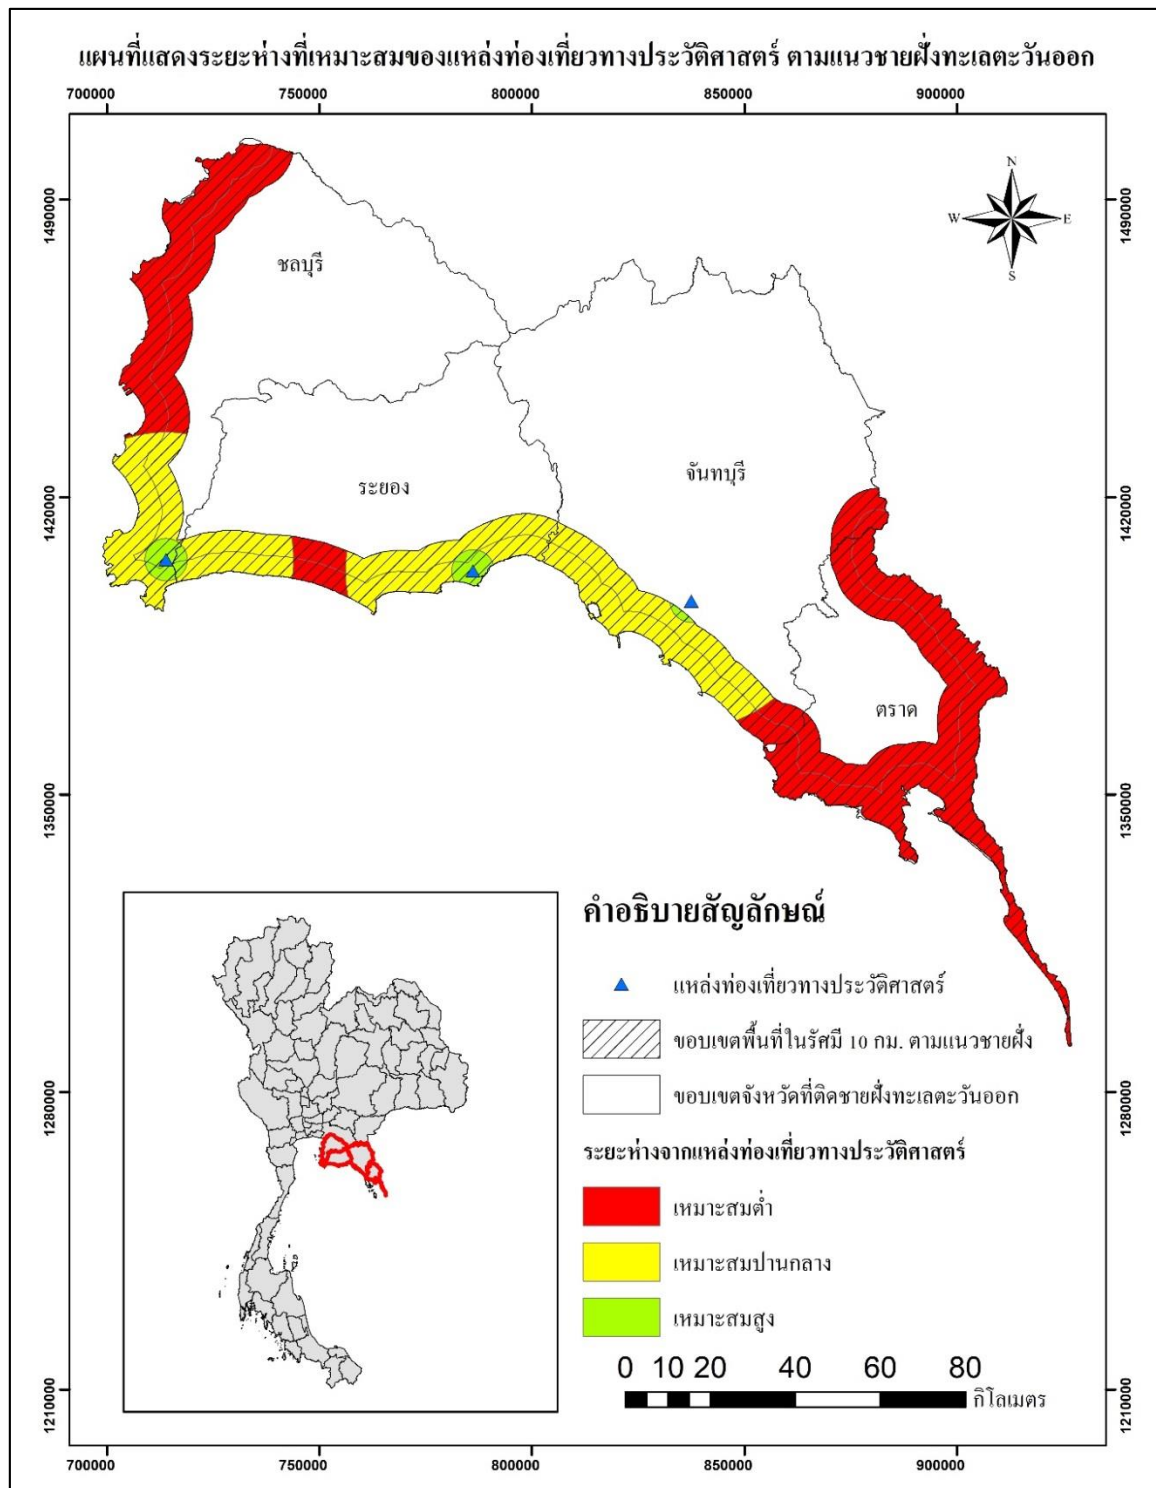 แผนที่แสดงระยะห่างที่เหมาะสมของแหล่งท่องเที่ยวทางประวัติศาสตร์ ตามแนวชายฝั่งทะเลตะวันออก
700000 750000 800000 850000 900000
1490000 1490000
N
W E
S
ชลบุรี
จันทบุรี
ระยอง
1420000 1420000
ตราด
1350000 1350000
คำอธิบายสัญลักษณ์
แหล่งท่องเที่ยวทางประวัติศาสตร์
ขอบเขตพื้นที่ในรัศมี 10 กม. ตามแนวชายฝั่ง
ขอบเขตจังหวัดที่ติดชายฝั่งทะเลตะวันออก
1280000 1280000
ระยะห่างจากแหล่งท่องเที่ยวทางประวัติศาสตร์
เหมาะสมต่ำ
เหมาะสมปานกลาง
เหมาะสมสูง
0 10 20 40 60 80
กิโลเมตร
1210000 1210000
700000 750000 800000 850000 900000